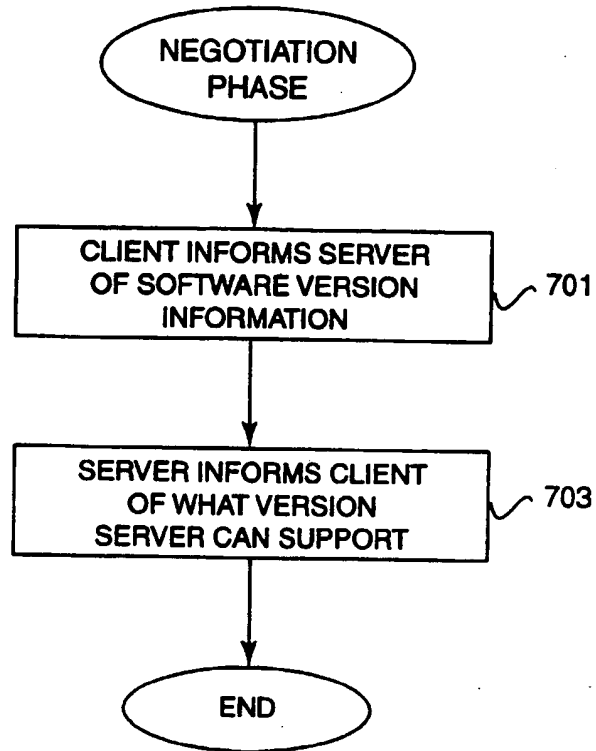 NEGOTIATION
PHASE
CLIENT INFORMS SERVER
OF SOFTWARE VERSION
INFORMATION
701
SERVER INFORMS CLIENT
OF WHAT VERSION
SERVER CAN SUPPORT
703
END